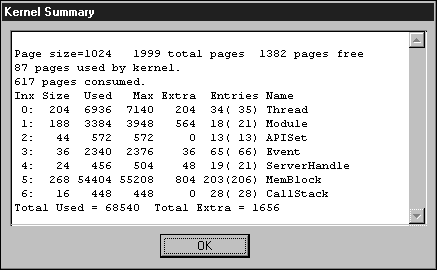 Kernel Summary
Page size=1024   1999 total pages  1382 pages free
87 pages used by kernel.
617 pages consumed.
Inx Size  Used   Max Extra  Entries Name
0:  204  6936  7140  204  34( 35) Thread
1:  188  3384  3948  564  18( 21) Module
2:   44   572   572    0  13( 13) APISet
3:   36  2340  2376   36  65( 66) Event
4:   24   456   504   48  19( 21) ServerHandle
5:  268 54404 55208  804 203(206) MemBlock
6:   16   448   448    0  28( 28) CallStack
Total Used = 68540  Total Extra = 1656
OK